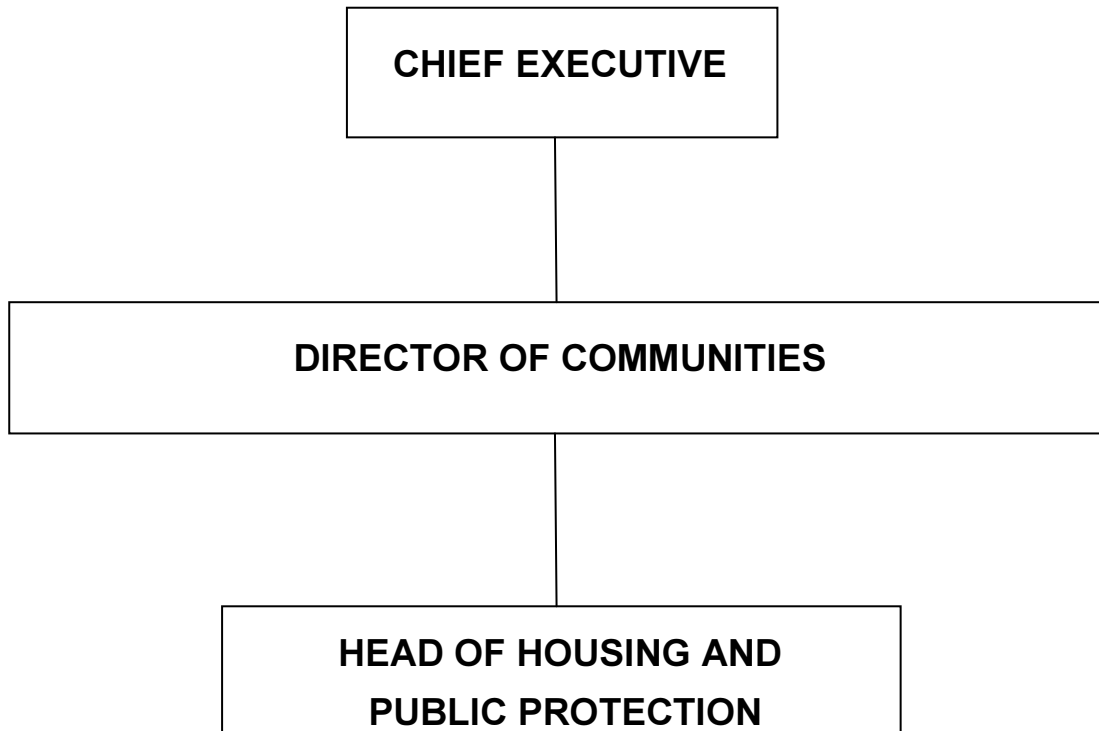 CHIEF EXECUTIVE
DIRECTOR OF COMMUNITIES
HEAD OF HOUSING AND
PUBLIC PROTECTION